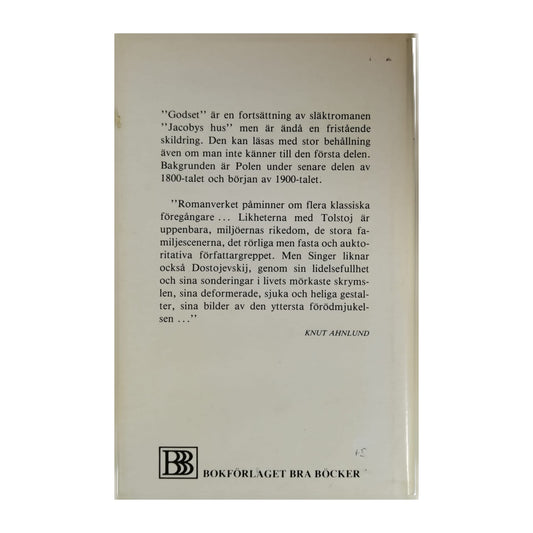 ''Godset'' är en fortsättning av släktromanen
''Jacobys hus'' men är ändå en fristående
skildring. Den kan läsas med stor behållning
även om man inte känner till den första delen.
Bakgrunden är Polen under senare delen av
1800-talet och början av 1900-talet.
''Romanverket påminner om flera klassiska
föregångare ... Likheterna med Tolstoj är
uppenbara, miljöernas rikedom, de stora fa-
miljescenerna, det rörliga men fasta och aukto-
ritativa författargreppet. Men Singer liknar
också Dostojevskij, genom sin lidelsefullhet
och sina sonderingar i livets mörkaste skryms-
len, sina deformerade, sjuka och heliga gestal-
ter, sina bilder av den yttersta förödmjukel-
sen ...''
KNUT AHNLUND
BBB BOKFÖRLAGET BRA BÖCKER